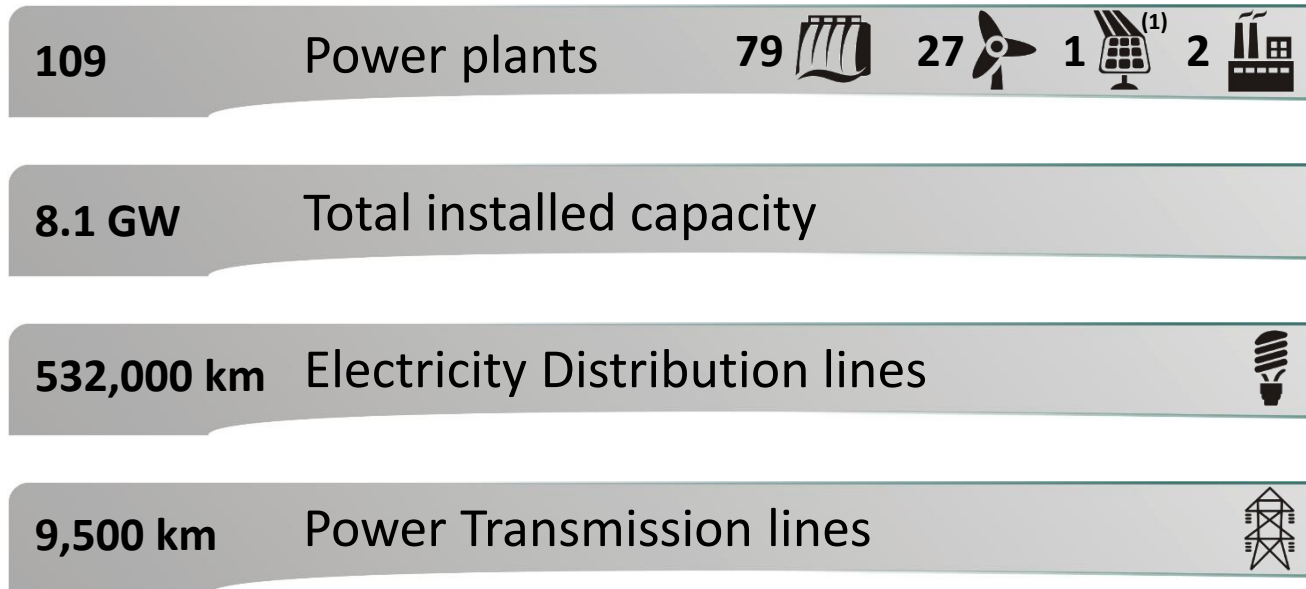 109 Power plants 79 27 1 (1) 2
8.1 GW Total installed capacity
532,000 km Electricity Distribution lines
9,500 km Power Transmission lines